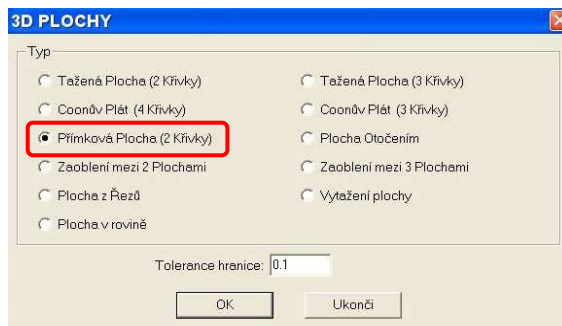 3D PLOCHY
Typ
Tažená Plocha (2 Křivky)
Tažená Plocha (3 Křivky)
Coonův Plát (4 Křivky)
Coonův Plát (3 Křivky)
Přímková Plocha (2 Křivky)
Plocha Otočením
Zaoblení mezi 2 Plochami
Zaoblení mezi 3 Plochami
Plocha z Řezů
Vytažení plochy
Plocha v rovině
Tolerance hranice: 0.1
OK
Ukonči